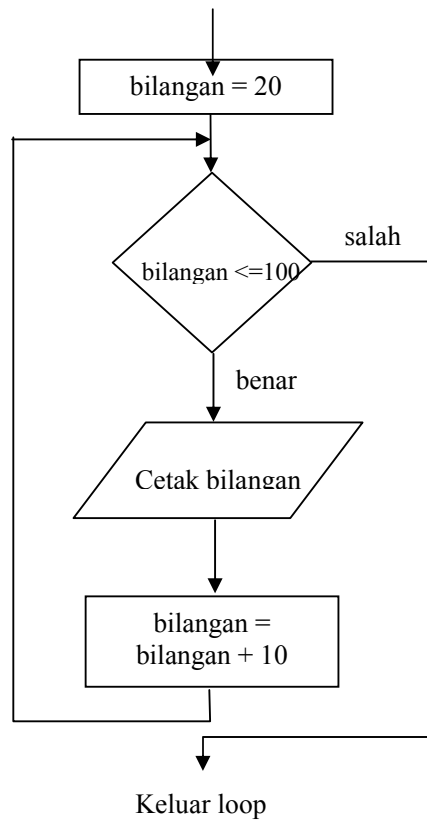 bilangan = 20
salah
bilangan <=100
benar
Cetak bilangan
bilangan =
bilangan + 10
Keluar loop